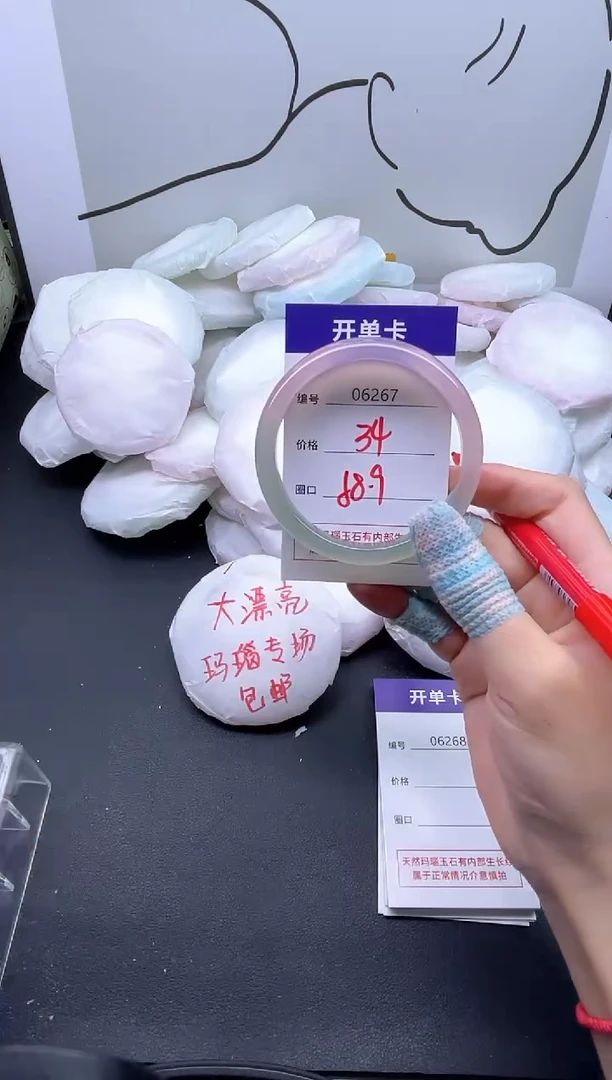 开单卡
编号 06267
价格 34
圈口 58.9
大漂亮
玛瑙专场
包邮
开单卡
编号 06268
价格
圈口
天然玛瑙玉石有内部生长纹
属于正常情况介意慎拍